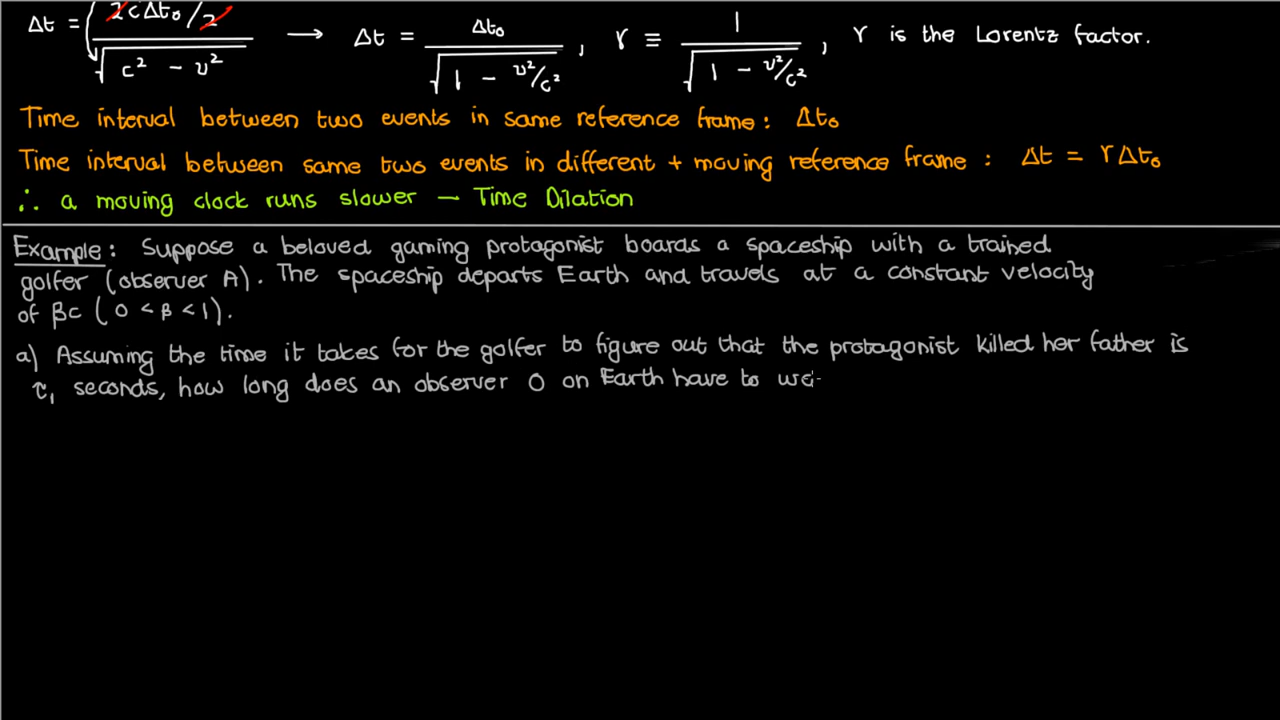 Δt = 2cΔt₀/2 / √(c² − v²) ⟶ Δt = Δt₀ / √(1 − v²/c²) , γ ≡ 1 / √(1 − v²/c²) , γ is the Lorentz factor.
Time interval between two events in same reference frame: Δt₀
Time interval between same two events in different + moving reference frame : Δt = γΔt₀
∴ a moving clock runs slower — Time Dilation
Example: Suppose a beloved gaming protagonist boards a spaceship with a trained
golfer (observer A). The spaceship departs Earth and travels at a constant velocity
of βc (0 < β < 1).
a) Assuming the time it takes for the golfer to figure out that the protagonist killed her father is
τ₁ seconds, how long does an observer O on Earth have to